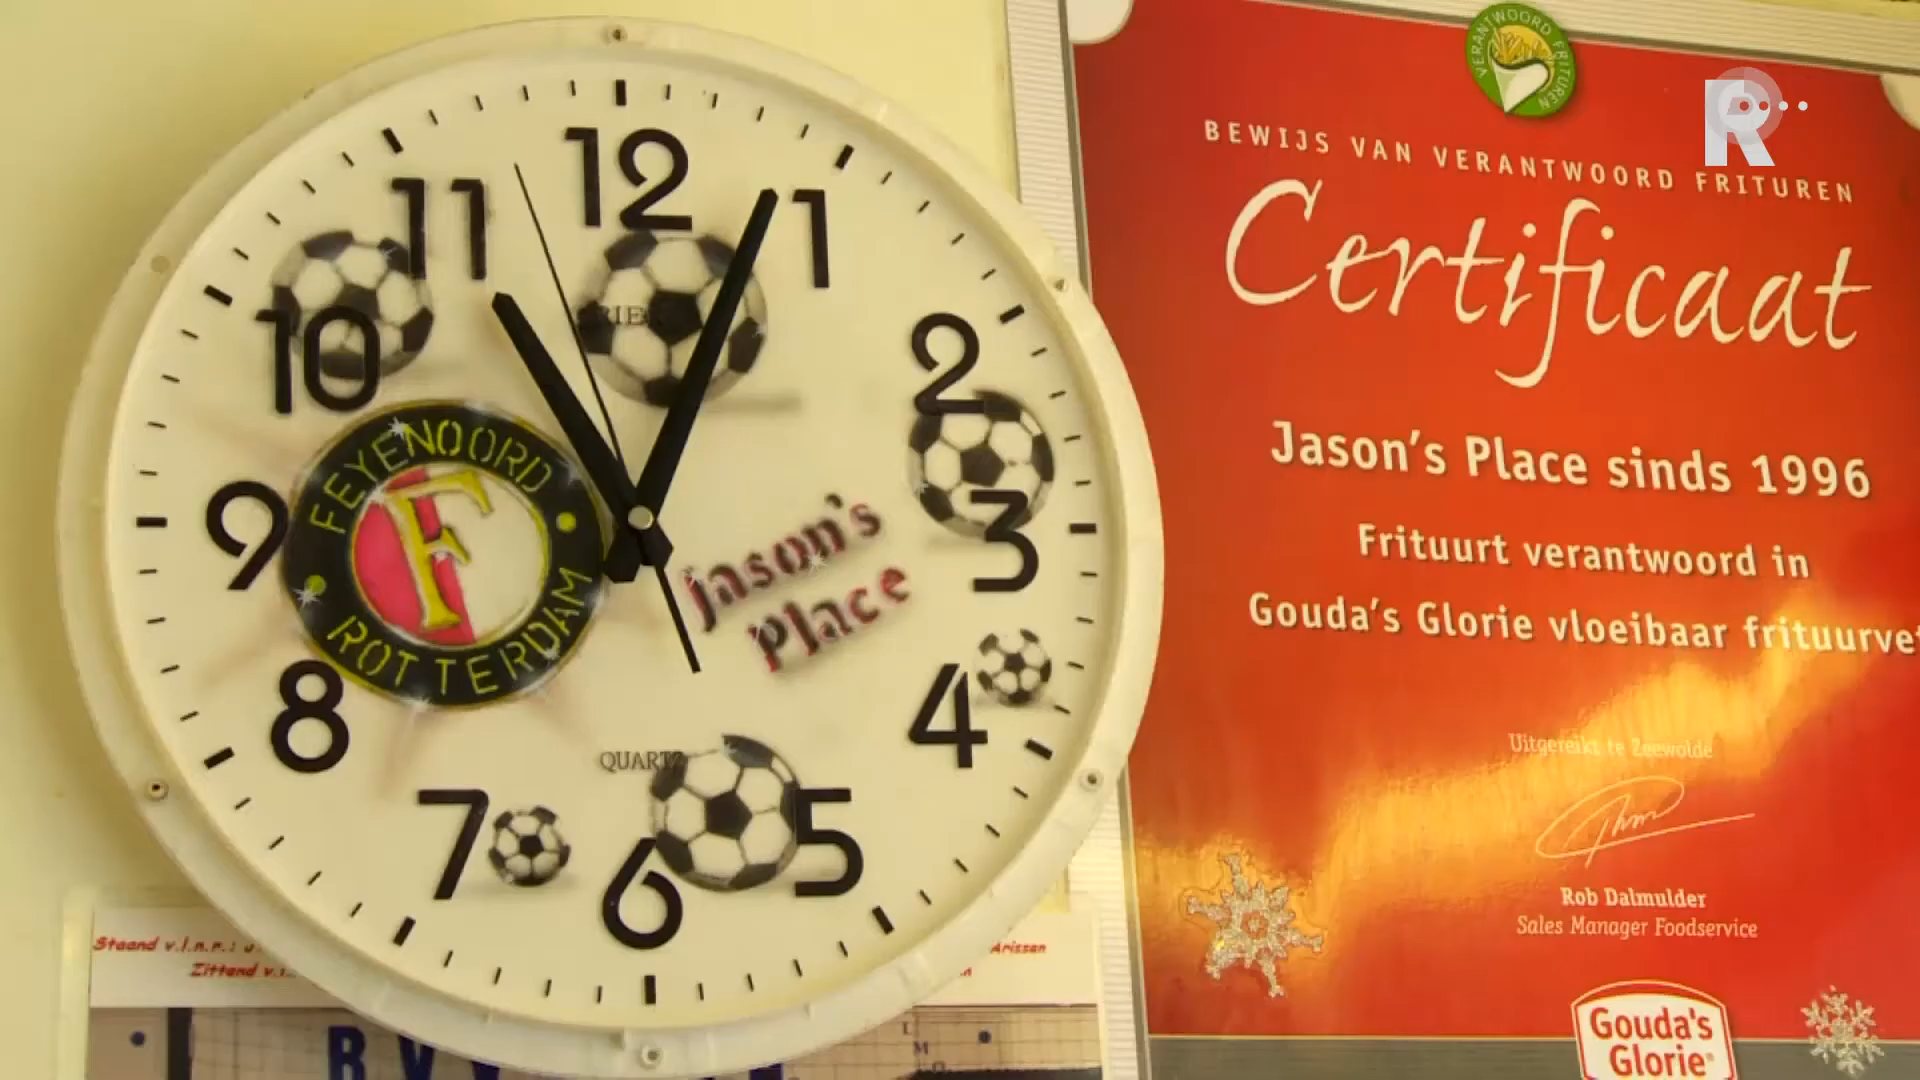 12
1
2
3
4
5
6
7
8
9
10
11
FEYENOORD
ROTTERDAM
F
Jason's
Place
QUARTZ
Staand v.l.n.r.:
Zittend v.l.
Arissen
VERANTWOORD FRITUREN
R
BEWIJS VAN VERANTWOORD FRITUREN
Certificaat
Jason's Place sinds 1996
Frituurt verantwoord in
Gouda's Glorie vloeibaar frituurvet
Uitgereikt te Zeewolde
Rob Dalmulder
Sales Manager Foodservice
Gouda's
Glorie